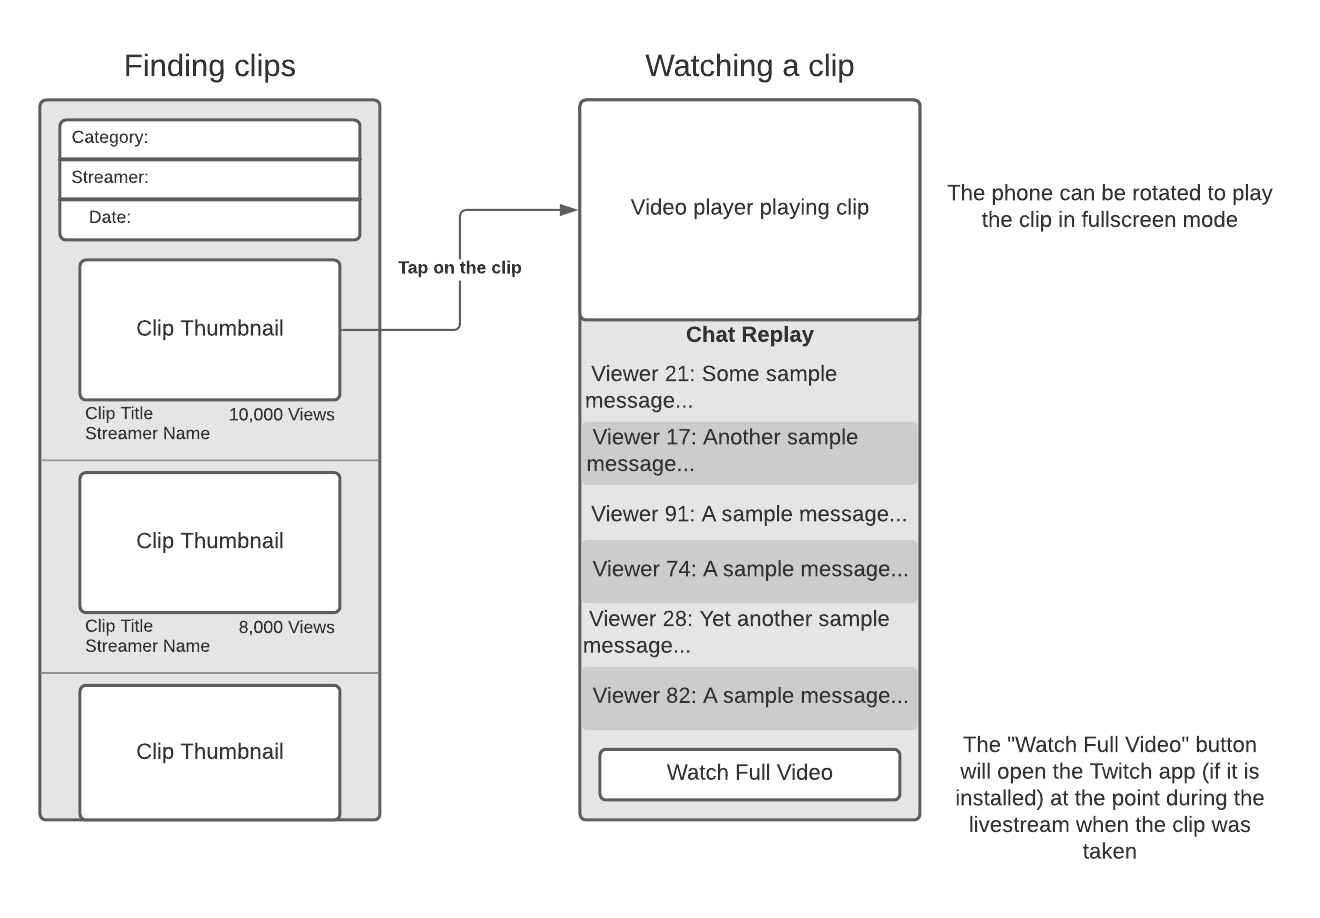 Finding clips
Category:
Streamer:
Date:
Clip Thumbnail
Clip Title
10,000 Views
Streamer Name
Clip Thumbnail
Clip Title
8,000 Views
Streamer Name
Clip Thumbnail
Tap on the clip
Watching a clip
Video player playing clip
Chat Replay
Viewer 21: Some sample
message...
Viewer 17: Another sample
message...
Viewer 91: A sample message...
Viewer 74: A sample message...
Viewer 28: Yet another sample
message...
Viewer 82: A sample message...
Watch Full Video
The phone can be rotated to play
the clip in fullscreen mode
The "Watch Full Video" button
will open the Twitch app (if it is
installed) at the point during the
livestream when the clip was
taken